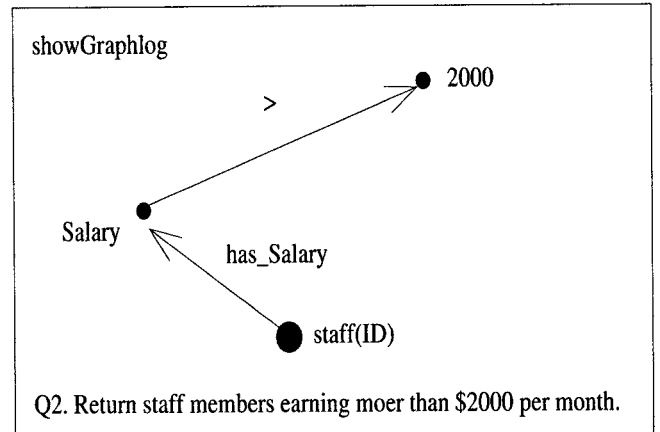 showGraphlog
2000
>
Salary
has_Salary
staff(ID)
Q2. Return staff members earning moer than $2000 per month.